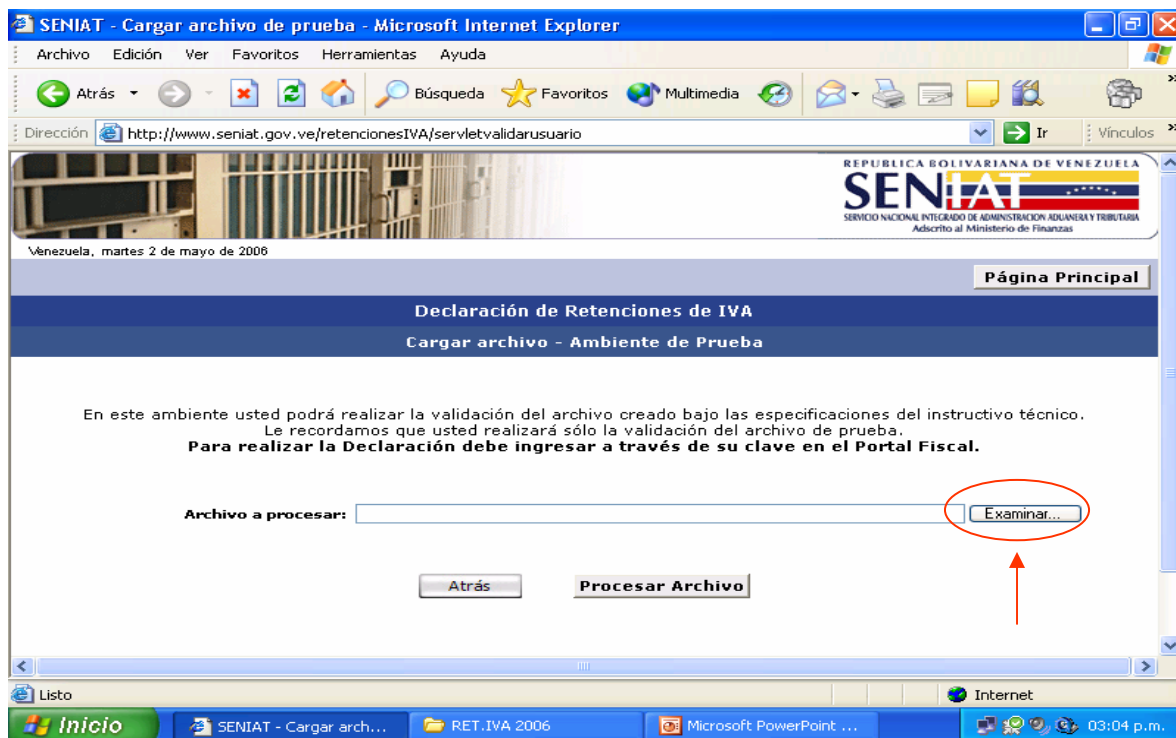 SENIAT - Cargar archivo de prueba - Microsoft Internet Explorer
Archivo Edición Ver Favoritos Herramientas Ayuda
Atrás Búsqueda Favoritos Multimedia
Dirección http://www.seniat.gov.ve/retencionesIVA/servletvalidarusuario Ir Vínculos
REPUBLICA BOLIVARIANA DE VENEZUELA
SENIAT
SERVICIO NACIONAL INTEGRADO DE ADMINISTRACION ADUANERA Y TRIBUTARIA
Adscrito al Ministerio de Finanzas
Venezuela, martes 2 de mayo de 2006
Página Principal
Declaración de Retenciones de IVA
Cargar archivo - Ambiente de Prueba
En este ambiente usted podrá realizar la validación del archivo creado bajo las especificaciones del instructivo técnico.
Le recordamos que usted realizará sólo la validación del archivo de prueba.
Para realizar la Declaración debe ingresar a través de su clave en el Portal Fiscal.
Archivo a procesar: Examinar...
Atrás Procesar Archivo
Listo Internet
Inicio SENIAT - Cargar arch... RET.IVA 2006 Microsoft PowerPoint ... 03:04 p.m.